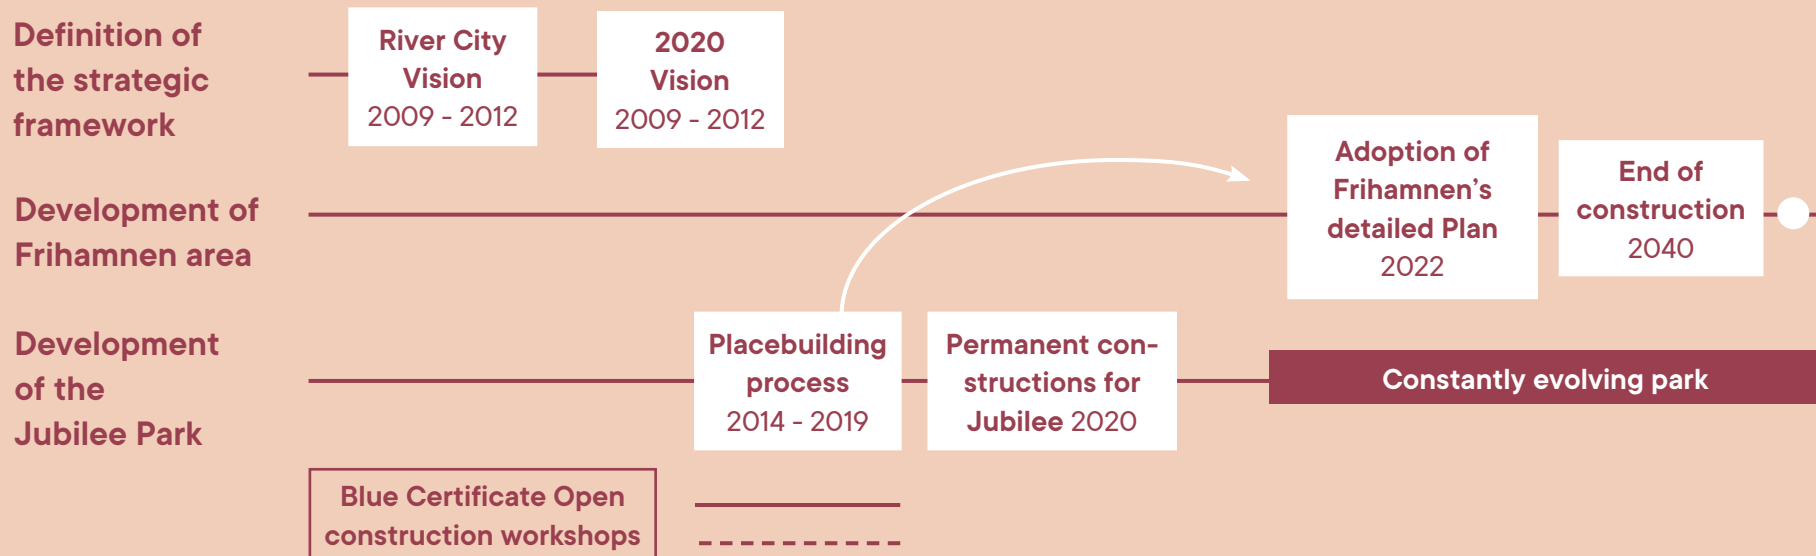 Definition of
the strategic
framework
River City
Vision
2009 - 2012
2020
Vision
2009 - 2012
Development of
Frihamnen area
Adoption of
Frihamnen's
detailed Plan
2022
End of
construction
2040
Development
of the
Jubilee Park
Placebuilding
process
2014 - 2019
Permanent con-
structions for
Jubilee 2020
Constantly evolving park
Blue Certificate Open
construction workshops